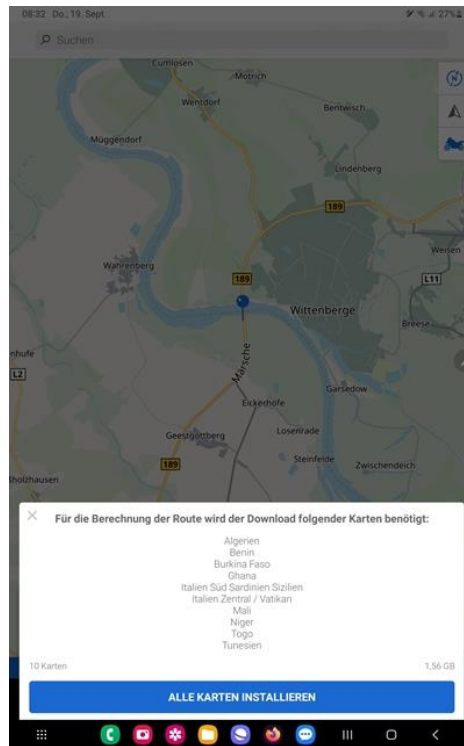 08:32 Do., 19. Sept.
27%
Suchen
Cumlosen
Motrich
Wentdorf
Bentwisch
Müggendorf
Lindenberg
189
Weisen
Wahrenberg
189
L11
Wittenberge
Breese
L2
Marsche
Garsedow
Eickerhöfe
Losenrade
Geestgottberg
189
Steinfelde
Zwischendeich
Für die Berechnung der Route wird der Download folgender Karten benötigt:
Algerien
Benin
Burkina Faso
Ghana
Italien Süd Sardinien Sizilien
Italien Zentral / Vatikan
Mali
Niger
Togo
Tunesien
10 Karten
1,56 GB
ALLE KARTEN INSTALLIEREN